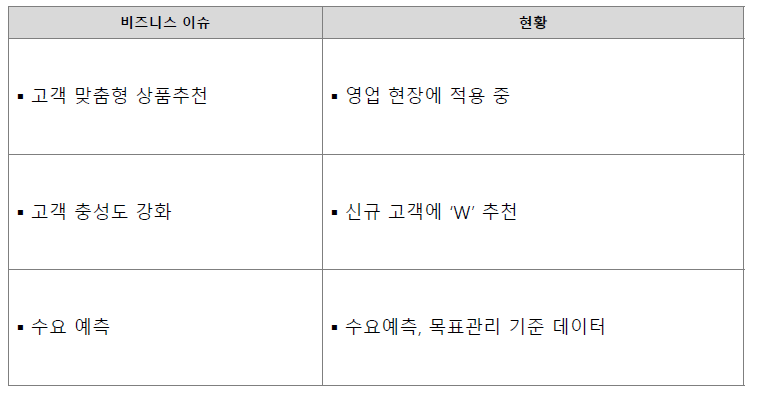 비즈니스 이슈
현황
▪ 고객 맞춤형 상품추천
▪ 영업 현장에 적용 중
▪ 고객 충성도 강화
▪ 신규 고객에 ‘W’ 추천
▪ 수요 예측
▪ 수요예측, 목표관리 기준 데이터